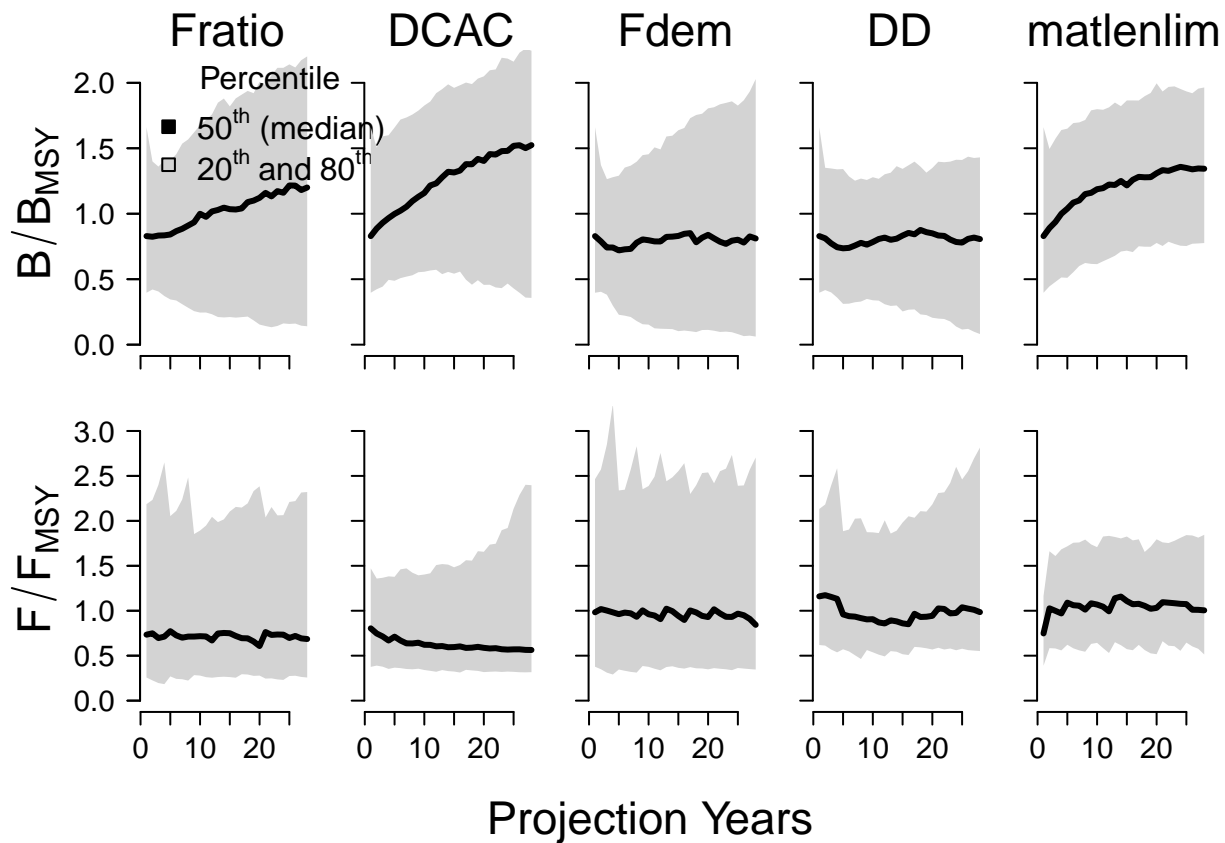 Fratio DCAC Fdem DD matlenlim
Percentile
50th (median)
20th and 80th
B / BMSY
2.0
1.5
1.0
0.5
0.0
F / FMSY
3.0
2.5
2.0
1.5
1.0
0.5
0.0
0 10 20 0 10 20 0 10 20 0 10 20 0 10 20
Projection Years